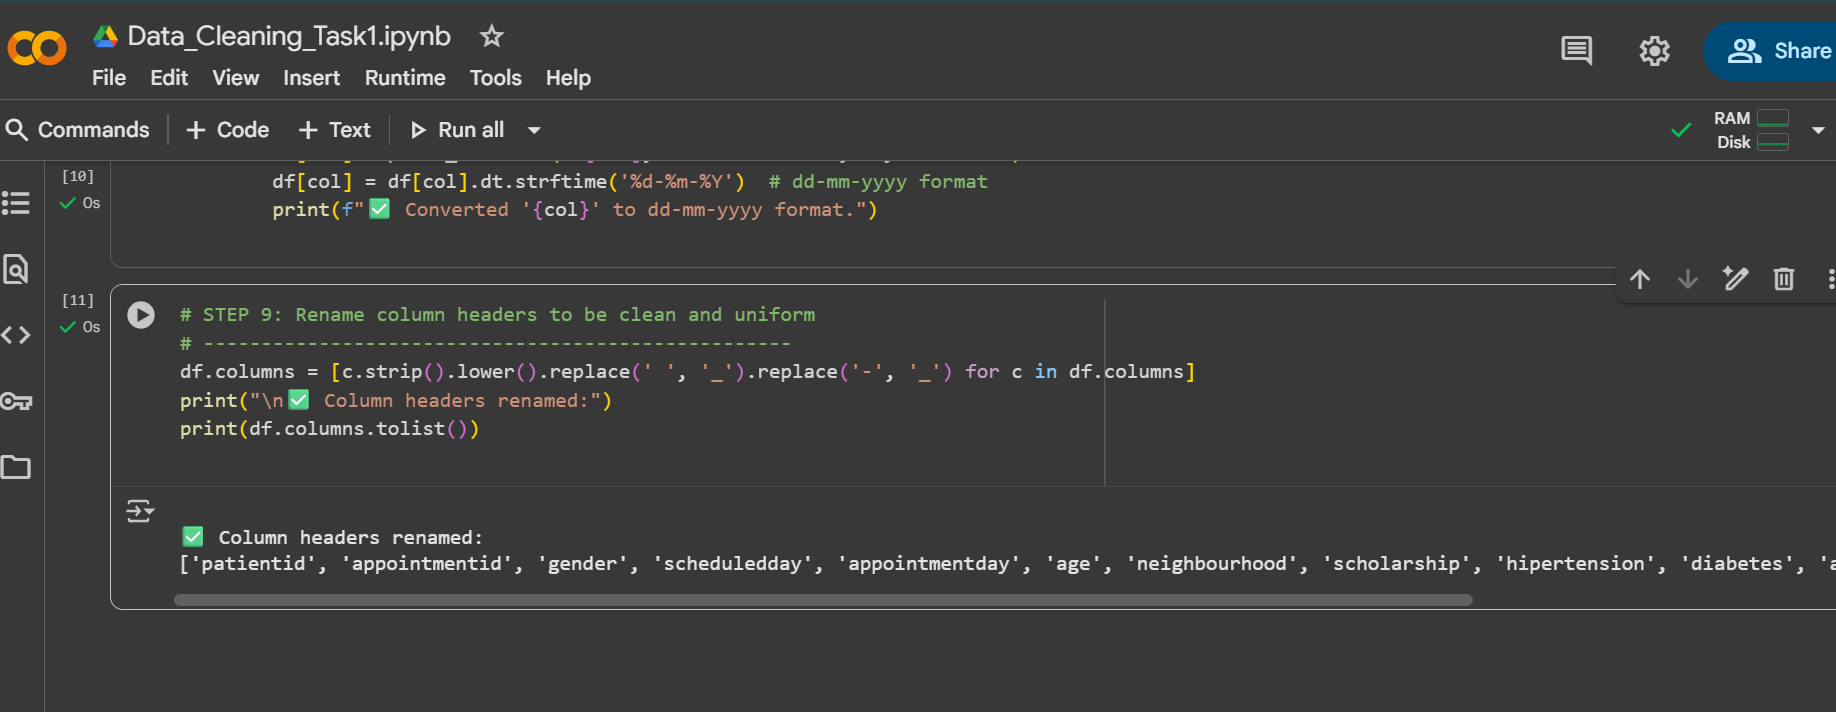 Data_Cleaning_Task1.ipynb
File Edit View Insert Runtime Tools Help
Share
Commands + Code + Text Run all
RAM
Disk
[10]
0s
df[col] = df[col].dt.strftime('%d-%m-%Y')  # dd-mm-yyyy format
print(f"✅ Converted '{col}' to dd-mm-yyyy format.")
[11]
0s
# STEP 9: Rename column headers to be clean and uniform
# ---------------------------------------------------
df.columns = [c.strip().lower().replace(' ', '_').replace('-', '_') for c in df.columns]
print("\n✅ Column headers renamed:")
print(df.columns.tolist())
✅ Column headers renamed:
['patientid', 'appointmentid', 'gender', 'scheduledday', 'appointmentday', 'age', 'neighbourhood', 'scholarship', 'hipertension', 'diabetes',